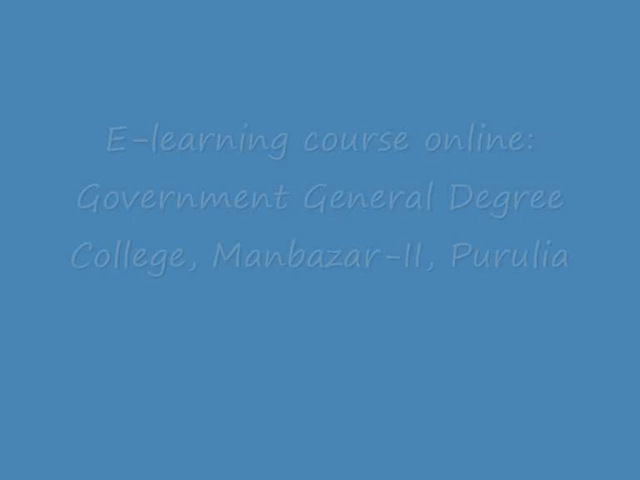 E-learning course online:
Government General Degree
College, Manbazar-II, Purulia